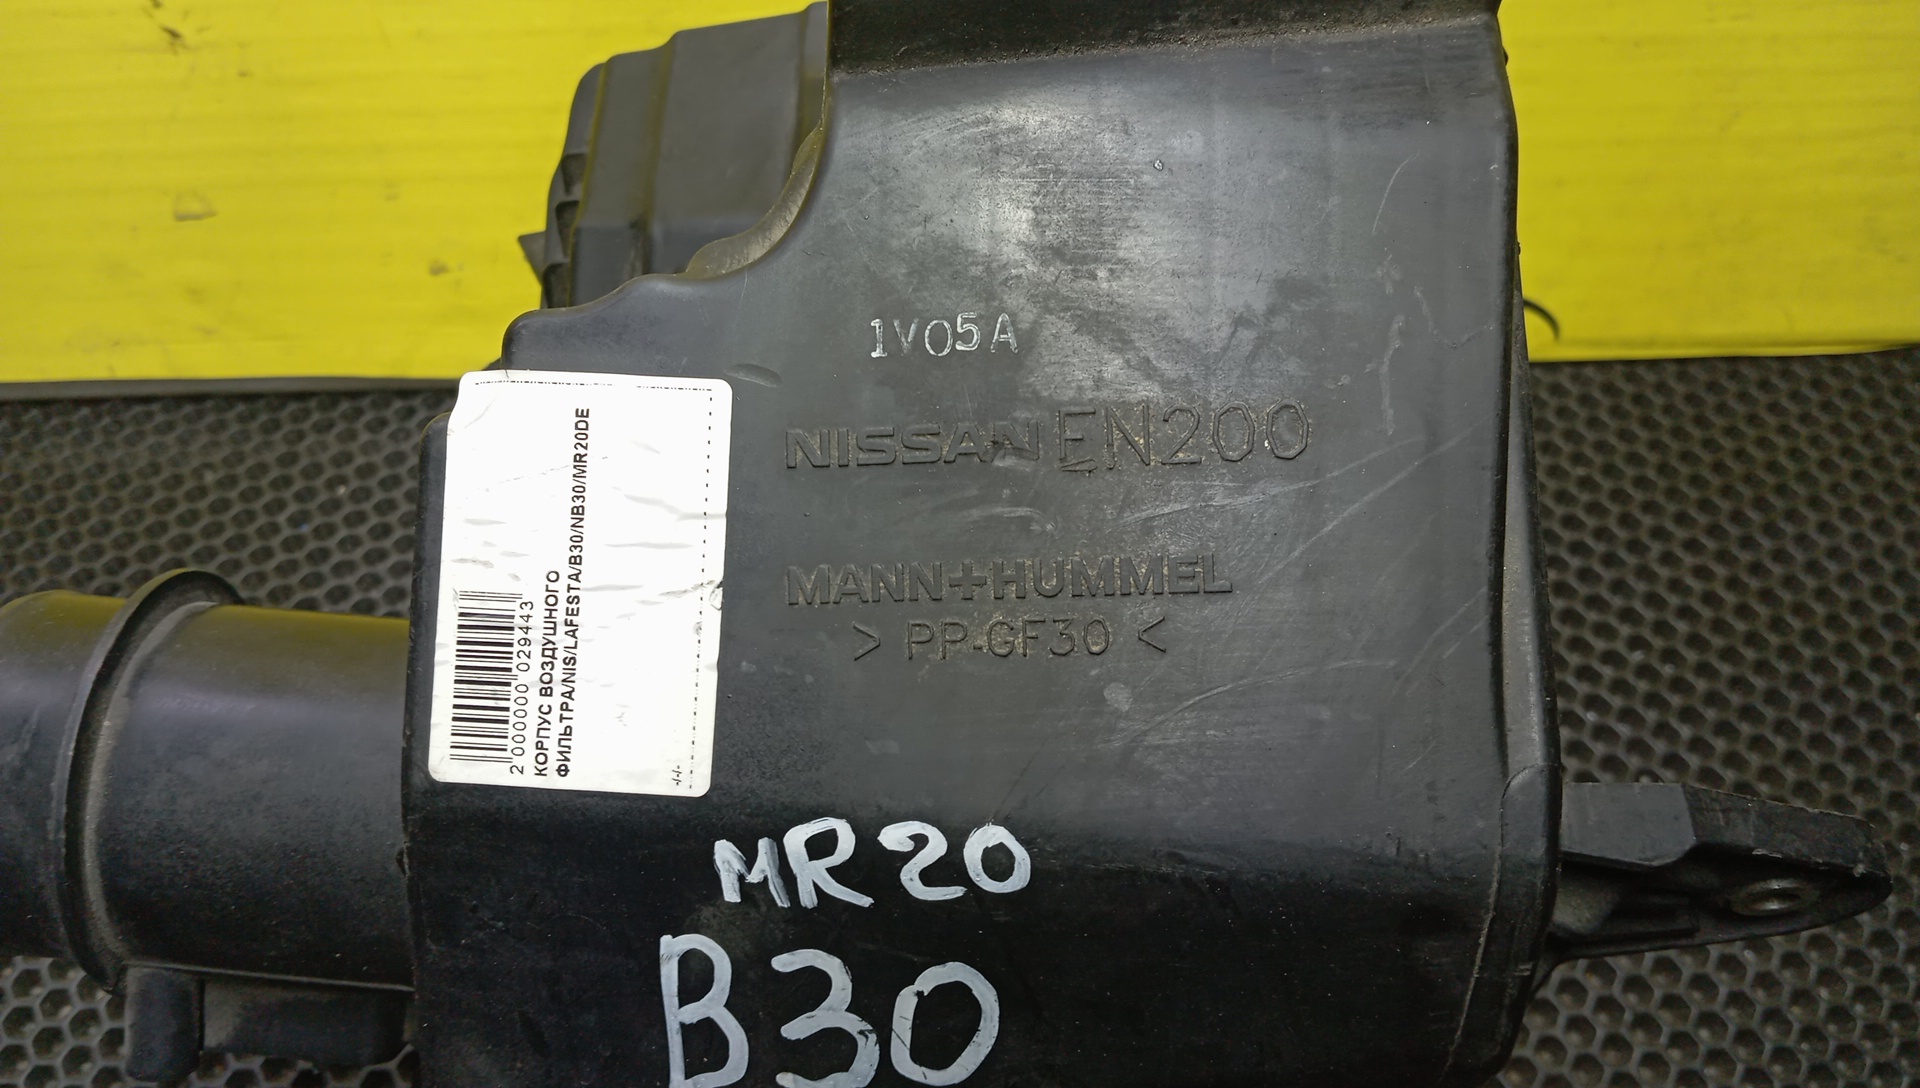 1V05A
NISSAN EN200
MANN+HUMMEL
> PP-GF30 <
2 000000 029443
КОРПУС ВОЗДУШНОГО
ФИЛЬТРА/NIS/LAFESTA/B30/NB30/MR20DE
-/-/-
MR20
B30